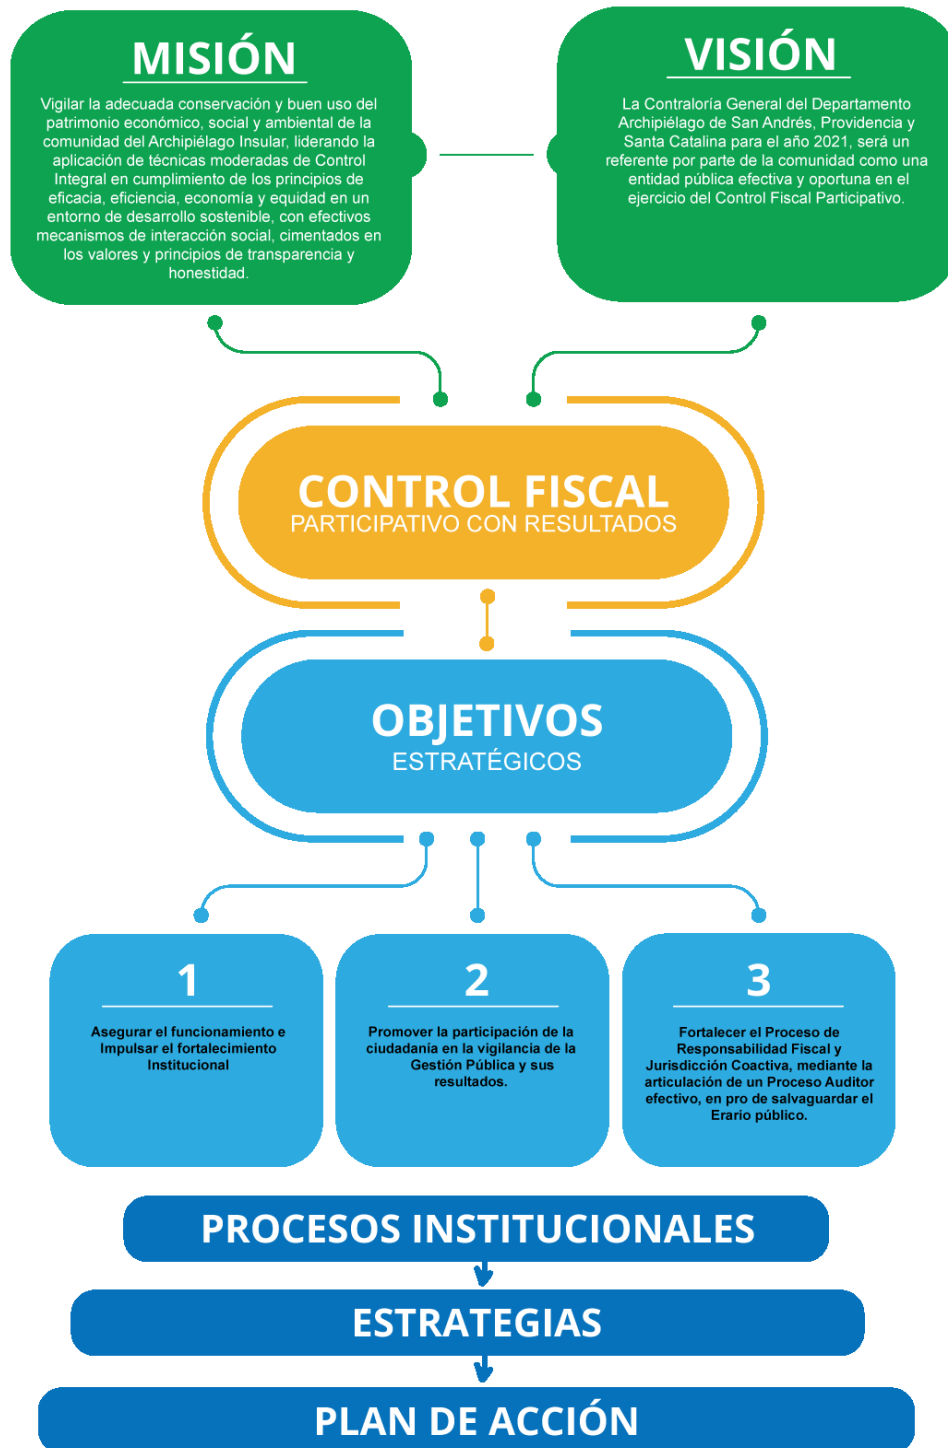 MISIÓN
Vigilar la adecuada conservación y buen uso del
patrimonio económico, social y ambiental de la
comunidad del Archipiélago Insular, liderando la
aplicación de técnicas moderadas de Control
Integral en cumplimiento de los principios de
eficacia, eficiencia, economía y equidad en un
entorno de desarrollo sostenible, con efectivos
mecanismos de interacción social, cimentados en
los valores y principios de transparencia y
honestidad.
VISIÓN
La Contraloría General del Departamento
Archipiélago de San Andrés, Providencia y
Santa Catalina para el año 2021, será un
referente por parte de la comunidad como una
entidad pública efectiva y oportuna en el
ejercicio del Control Fiscal Participativo.
CONTROL FISCAL
PARTICIPATIVO CON RESULTADOS
OBJETIVOS
ESTRATÉGICOS
1
Asegurar el funcionamiento e
Impulsar el fortalecimiento
Institucional
2
Promover la participación de la
ciudadanía en la vigilancia de la
Gestión Pública y sus
resultados.
3
Fortalecer el Proceso de
Responsabilidad Fiscal y
Jurisdicción Coactiva, mediante la
articulación de un Proceso Auditor
efectivo, en pro de salvaguardar el
Erario público.
PROCESOS INSTITUCIONALES
ESTRATEGIAS
PLAN DE ACCIÓN